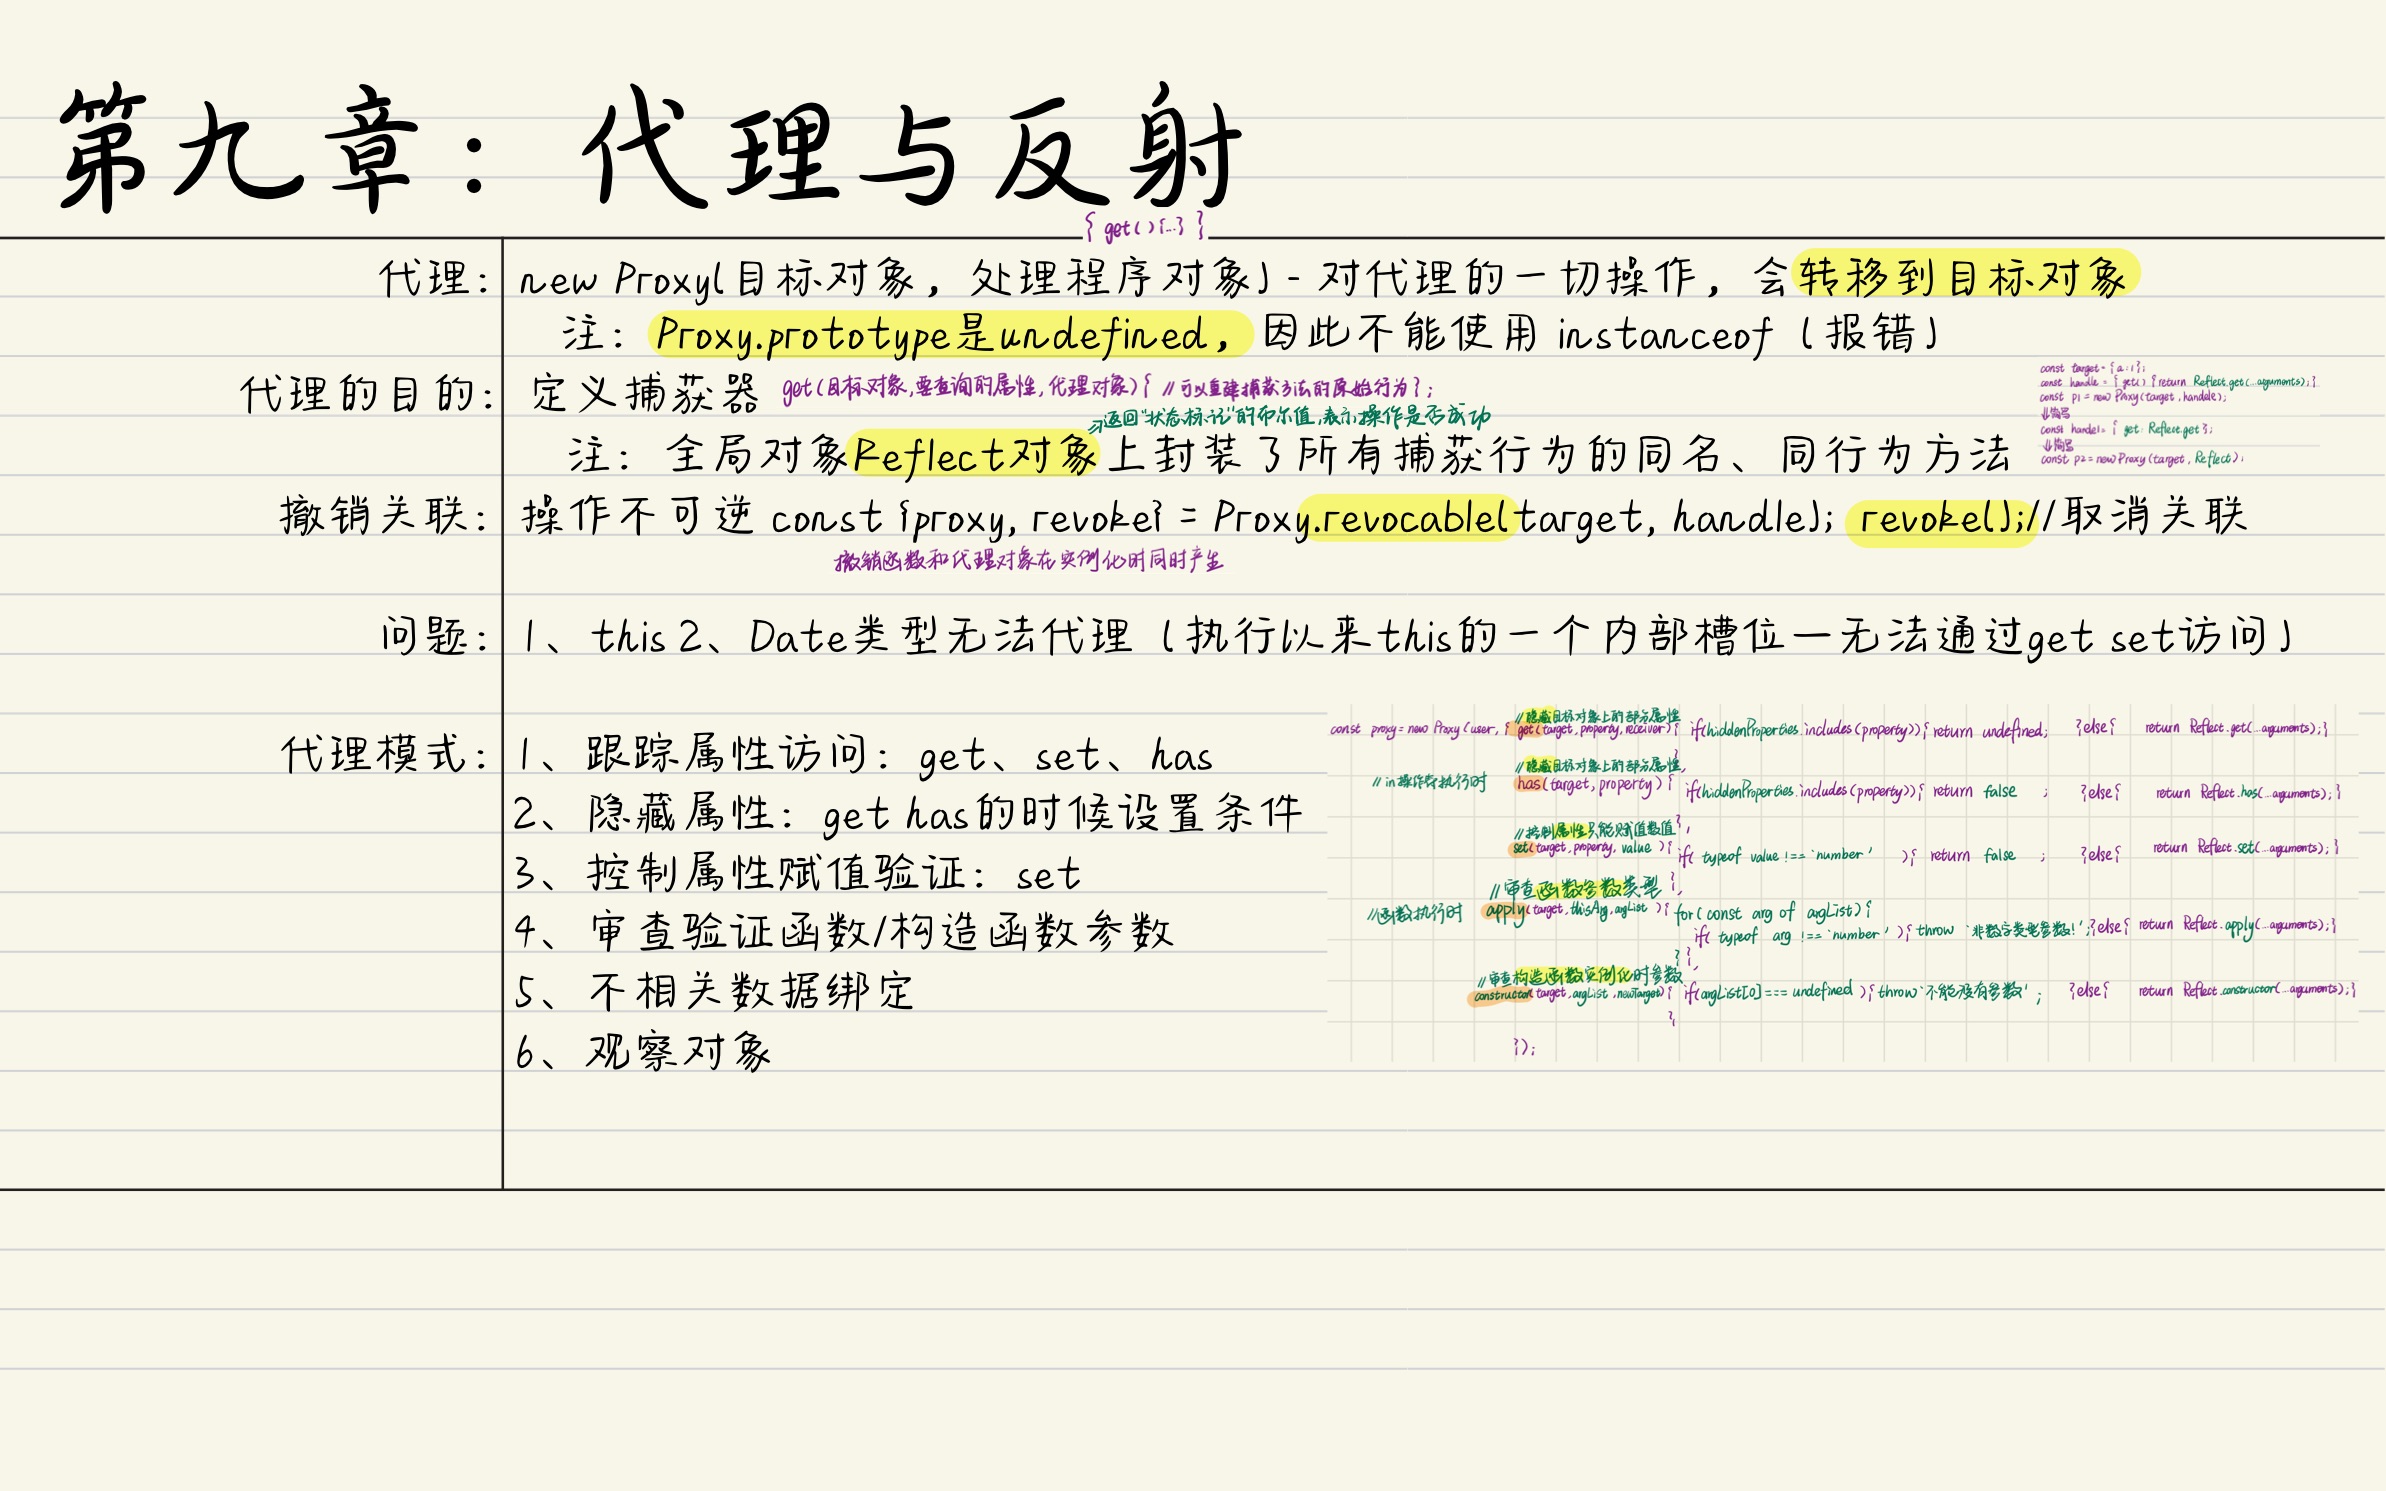 第九章：代理与反射
{ get(){...} }
代理：new Proxy(目标对象，处理程序对象) - 对代理的一切操作，会转移到目标对象
注：Proxy.prototype是undefined，因此不能使用 instanceof（报错）
代理的目的：定义捕获器 get(目标对象,要查询的属性,代理对象){ //可以重建捕获方法的原始行为};
→返回"状态标记"的布尔值,表示操作是否成功
注：全局对象Reflect对象上封装了所有捕获行为的同名、同行为方法
const target = {a:1};
const handle = { get() {return Reflect.get(...arguments);}
const p1 = new Proxy(target,handle);
⇓简写
const handel = { get: Reflect.get };
⇓简写
const p2 = new Proxy(target, Reflect);
撤销关联：操作不可逆 const {proxy, revoke} = Proxy.revocable(target, handle); revoke();//取消关联
撤销函数和代理对象在实例化时同时产生
问题：1、this 2、Date类型无法代理（执行以来this的一个内部槽位—无法通过get set访问）
代理模式：1、跟踪属性访问：get、set、has
2、隐藏属性：get has的时候设置条件
3、控制属性赋值验证：set
4、审查验证函数/构造函数参数
5、不相关数据绑定
6、观察对象
//隐藏目标对象上的部分属性
const proxy = new Proxy (user, { get(target,property,receiver){ if(hiddenProperties.includes(property)){ return undefined; }else{ return Reflect.get(...arguments);}
},
//隐藏目标对象上的部分属性
//in操作符执行时 has(target,property) { if(hiddenProperties.includes(property)){ return false ; }else{ return Reflect.has(...arguments);}
},
//控制属性只能赋值数值
set(target,property, value ){ if( typeof value !== 'number' ){ return false ; }else{ return Reflect.set(...arguments);}
},
//审查函数参数类型
//函数执行时 apply(target,thisArg,argList ){ for( const arg of argList){
if( typeof arg !== 'number' ){ throw '非数字类型参数!';}else{ return Reflect.apply(...arguments);}
} },
//审查构造函数实例化时参数
constructor(target,argList ,newTarget){ if(argList[0]=== undefined ){ throw '不能没有参数' ; }else{ return Reflect.constructor(...arguments);}
}
});